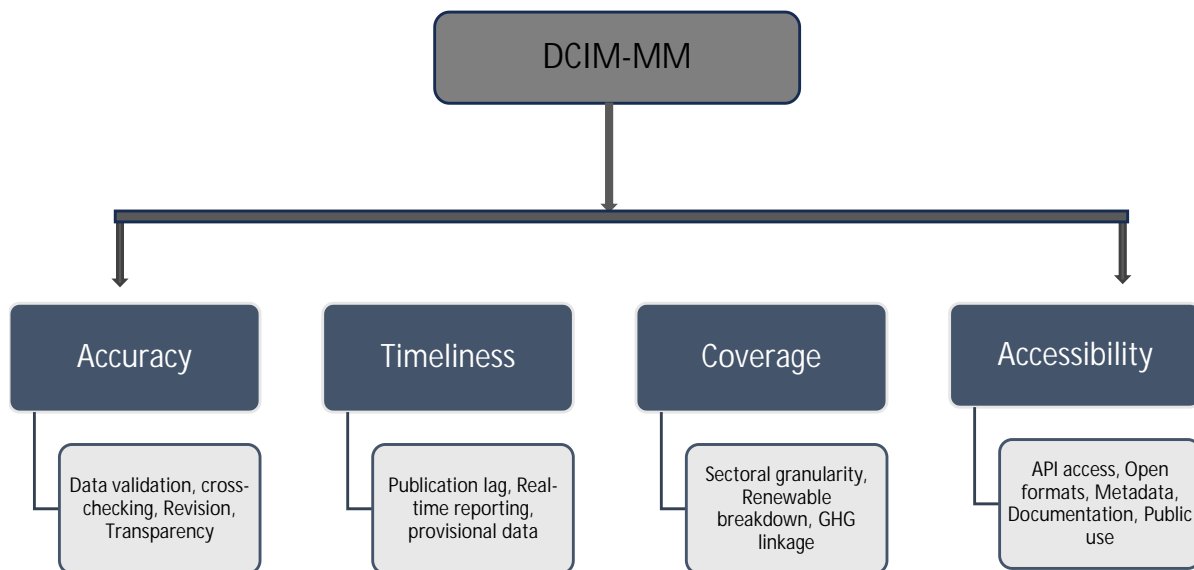 DCIM-MM
Accuracy
Timeliness
Coverage
Accessibility
Data validation, cross-
checking, Revision,
Transparency
Publication lag, Real-
time reporting,
provisional data
Sectoral granularity,
Renewable
breakdown, GHG
linkage
API access, Open
formats, Metadata,
Documentation, Public
use